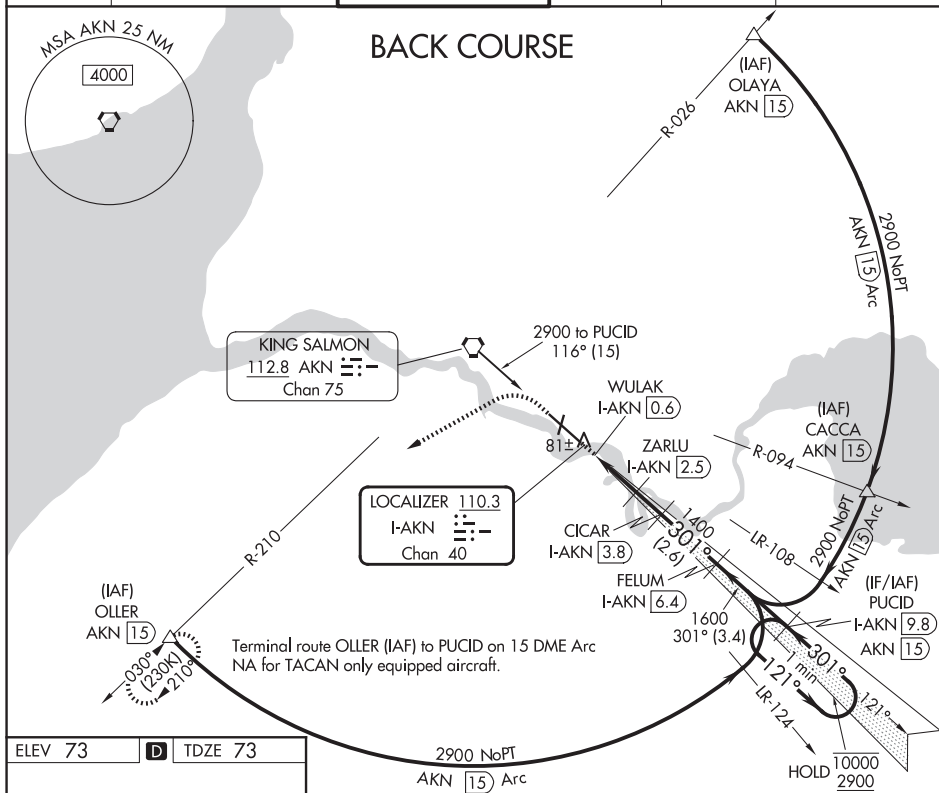 MSA AKN 25 NM
4000
BACK COURSE
(IAF)
OLAYA
AKN 15
R-026
2900 NoPT
AKN 15 Arc
KING SALMON
112.8 AKN
Chan 75
2900 to PUCID
116° (15)
WULAK
I-AKN 0.6
(IAF)
CACCA
AKN 15
81±
ZARLU
I-AKN 2.5
R-094
LOCALIZER 110.3
I-AKN
Chan 40
R-210
CICAR
I-AKN 3.8
1400
301°
(2.6)
LR-108
2900 NoPT
AKN 15 Arc
FELUM
I-AKN 6.4
(IF/IAF)
PUCID
I-AKN 9.8
AKN 15
(IAF)
OLLER
AKN 15
1600
301° (3.4)
Terminal route OLLER (IAF) to PUCID on 15 DME Arc
NA for TACAN only equipped aircraft.
030°
(230K)
210°
301°
1 min
121°
121°
LR-124
HOLD 10000
2900
2900 NoPT
AKN 15 Arc
ELEV 73 D TDZE 73